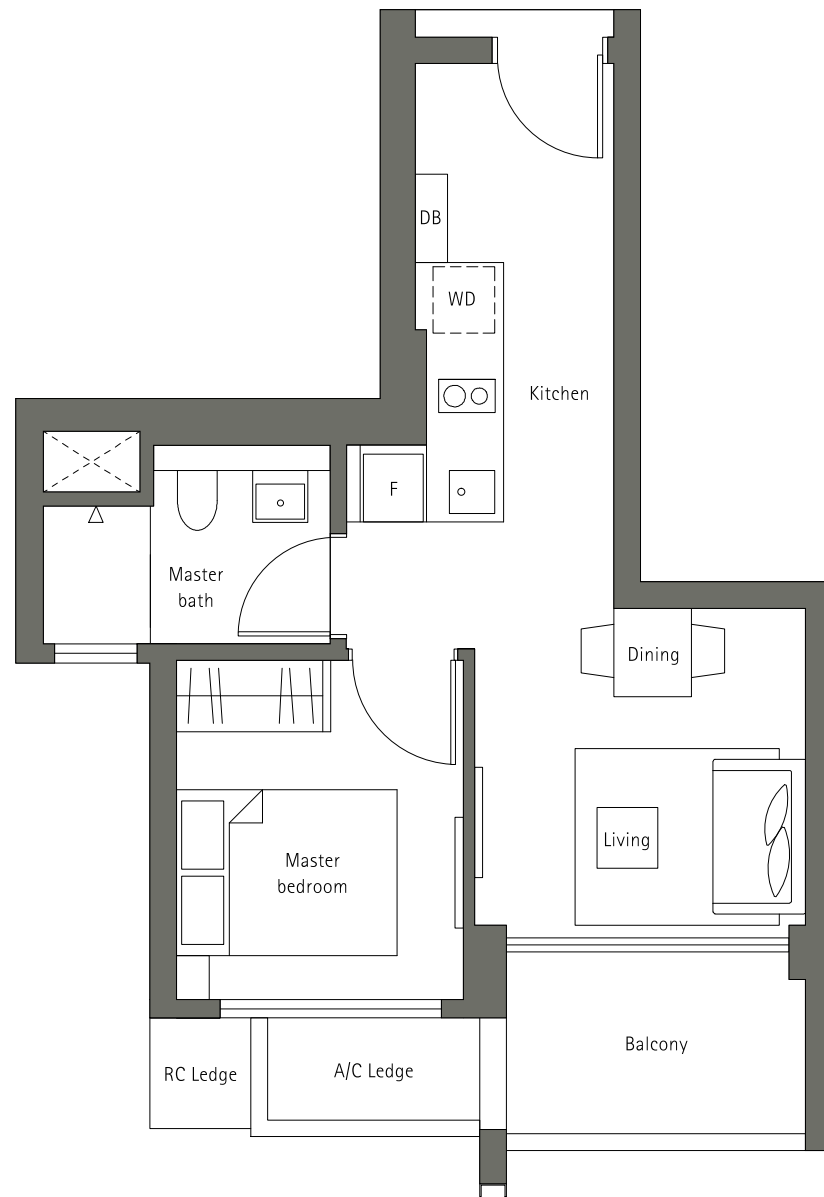 DB
WD
Kitchen
F
Master
bath
Dining
Living
Master
bedroom
Balcony
RC Ledge
A/C Ledge